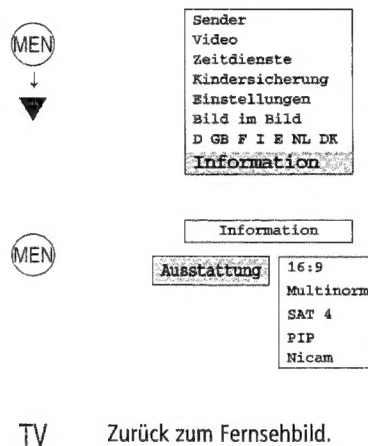 MEN
Sender
Video
Zeitdienste
Kindersicherung
Einstellungen
Bild im Bild
D GB F I E NL DK
Information
MEN
Information
Ausstattung
16:9
Multinorm
SAT 4
PIP
Nicam
TV Zurück zum Fernsehbild.